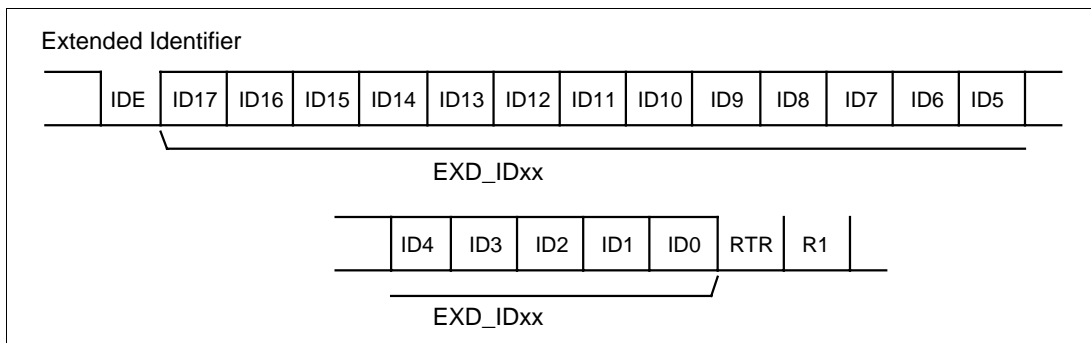 Extended Identifier
IDE ID17 ID16 ID15 ID14 ID13 ID12 ID11 ID10 ID9 ID8 ID7 ID6 ID5
EXD_IDxx
ID4 ID3 ID2 ID1 ID0 RTR R1
EXD_IDxx